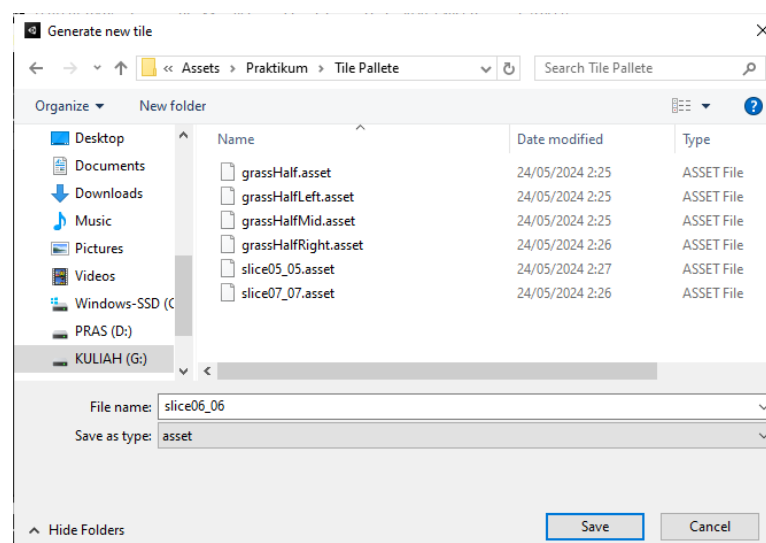 Generate new tile
« Assets › Praktikum › Tile Pallete
Search Tile Pallete
Organize
New folder
Desktop
Documents
Downloads
Music
Pictures
Videos
Windows-SSD (C
PRAS (D:)
KULIAH (G:)
Name Date modified Type
grassHalf.asset 24/05/2024 2:25 ASSET File
grassHalfLeft.asset 24/05/2024 2:25 ASSET File
grassHalfMid.asset 24/05/2024 2:25 ASSET File
grassHalfRight.asset 24/05/2024 2:26 ASSET File
slice05_05.asset 24/05/2024 2:27 ASSET File
slice07_07.asset 24/05/2024 2:26 ASSET File
File name: slice06_06
Save as type: asset
Hide Folders
Save
Cancel